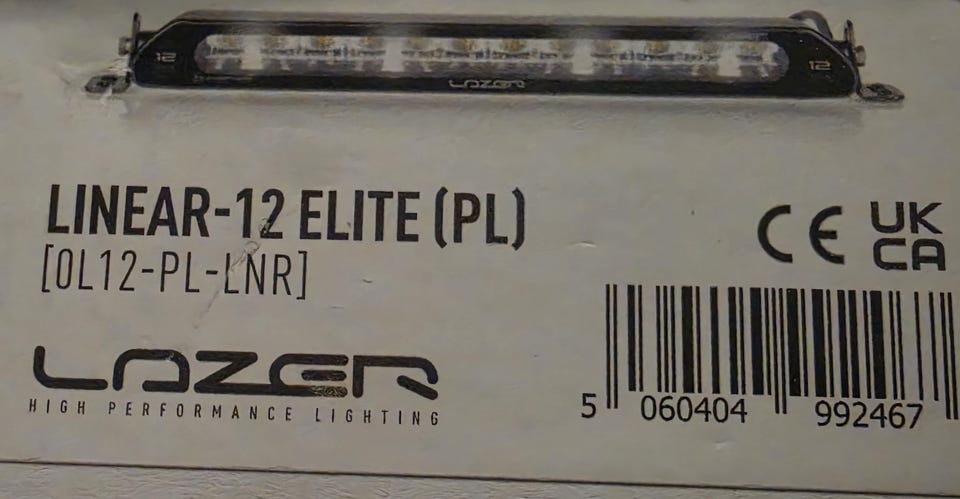 12
12
LAZER
LINEAR-12 ELITE (PL)
[OL12-PL-LNR]
CE UK
CA
LAZER
HIGH PERFORMANCE LIGHTING
5 060404 992467